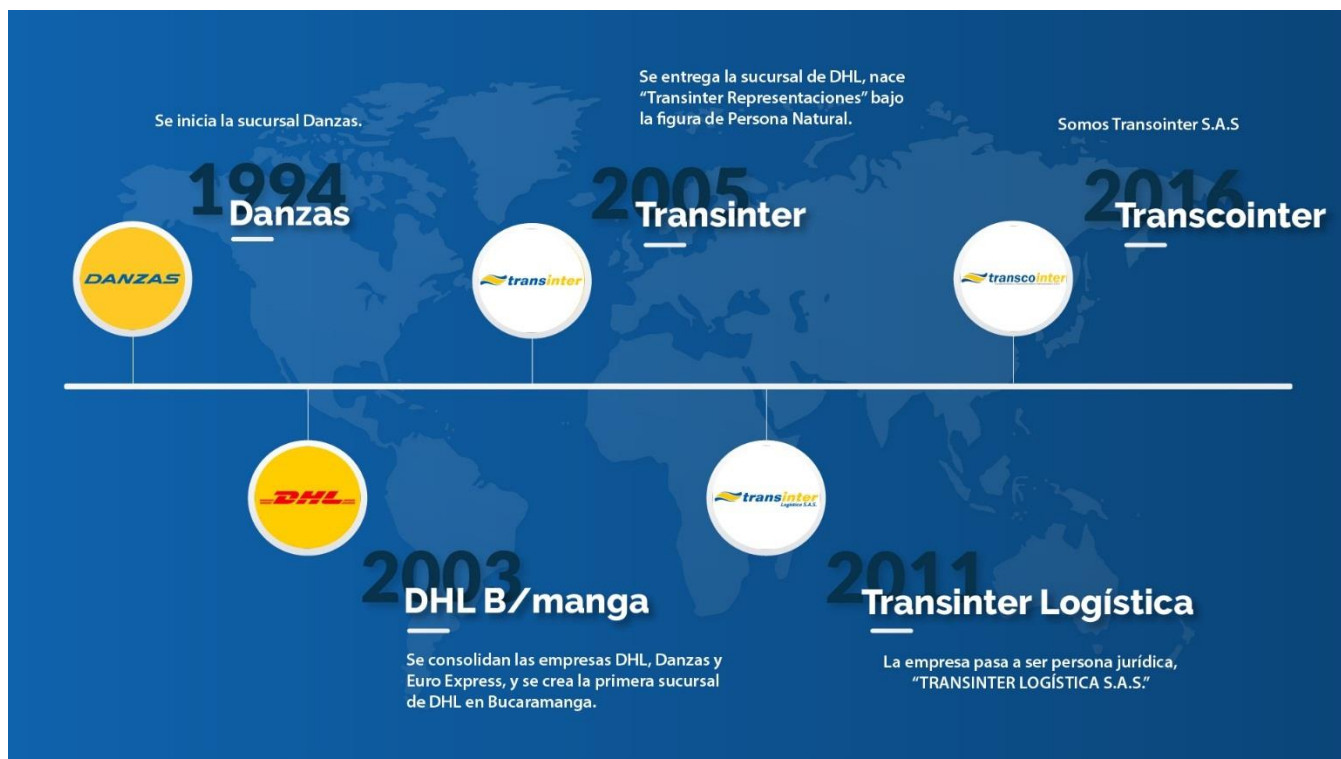 Se inicia la sucursal Danzas.
1994
Danzas
DANZAS
Se entrega la sucursal de DHL, nace
“Transinter Representaciones” bajo
la figura de Persona Natural.
2005
Transinter
transinter
Somos Transointer S.A.S
2016
Transcointer
transcointer
DHL
2003
DHL B/manga
Se consolidan las empresas DHL, Danzas y
Euro Express, y se crea la primera sucursal
de DHL en Bucaramanga.
transinter
Logística S.A.S.
2011
Transinter Logística
La empresa pasa a ser persona jurídica,
“TRANSINTER LOGÍSTICA S.A.S.”